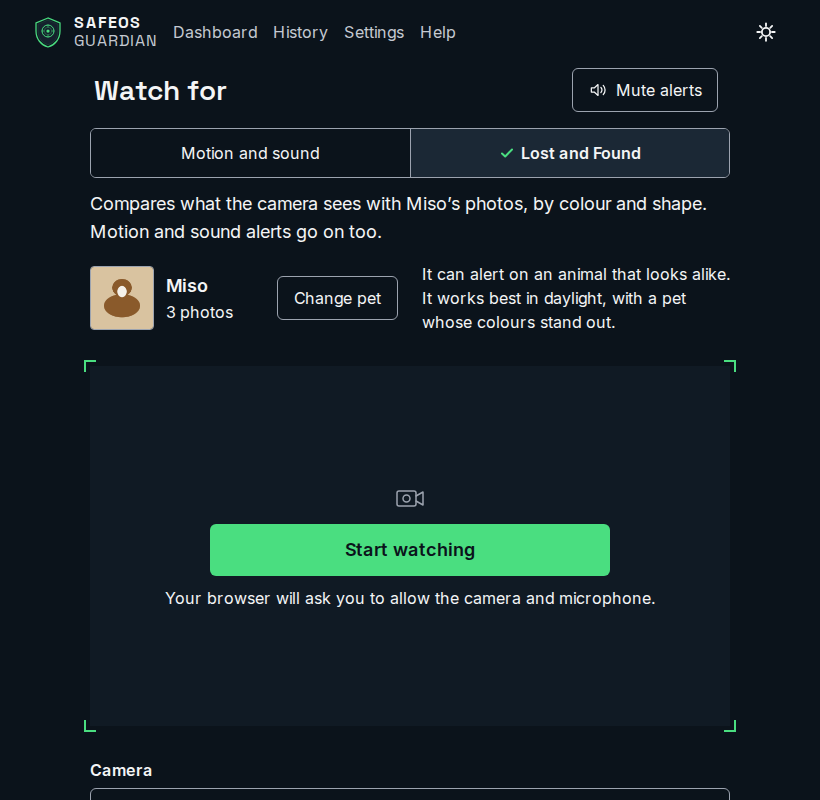 SAFEOS
GUARDIAN
Dashboard History Settings Help
Watch for
Mute alerts
Motion and sound
Lost and Found
Compares what the camera sees with Miso’s photos, by colour and shape.
Motion and sound alerts go on too.
Miso
3 photos
Change pet
It can alert on an animal that looks alike.
It works best in daylight, with a pet
whose colours stand out.
Start watching
Your browser will ask you to allow the camera and microphone.
Camera